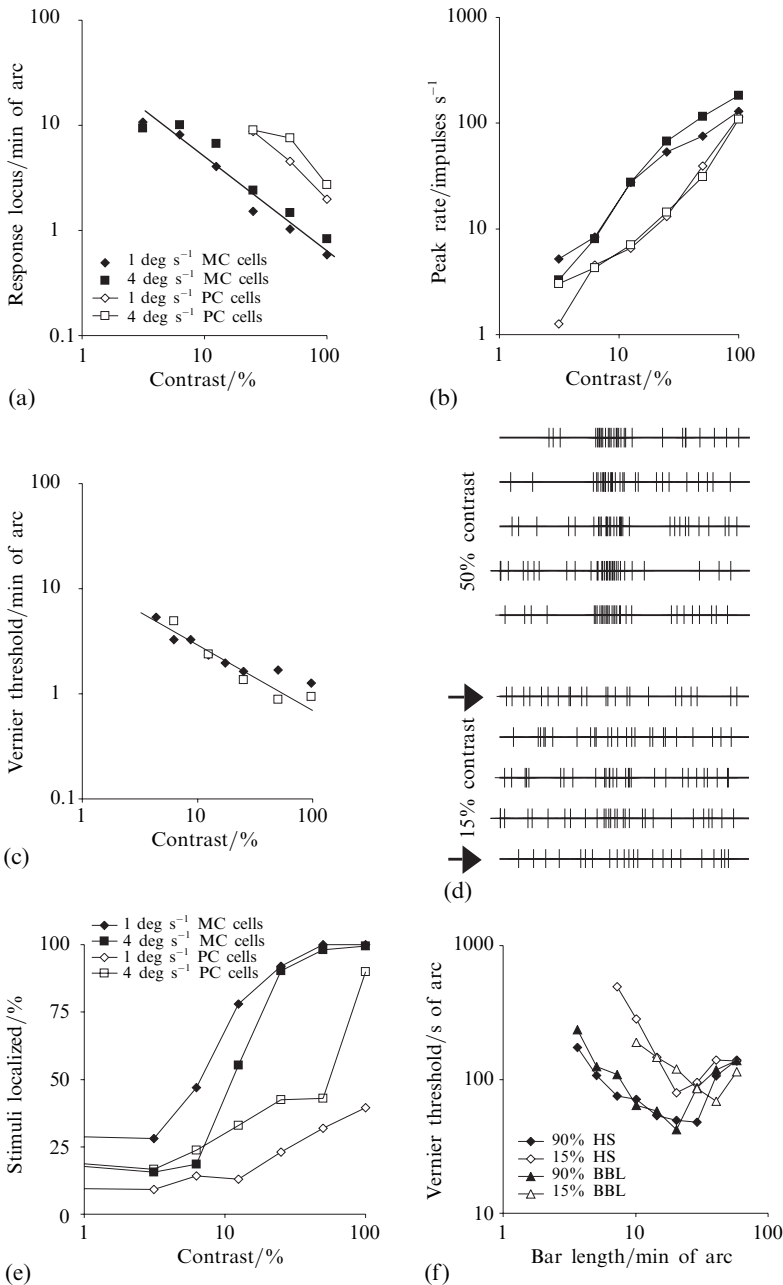 100
10
1
0.1
Response locus/min of arc
1 deg s⁻¹ MC cells
4 deg s⁻¹ MC cells
1 deg s⁻¹ PC cells
4 deg s⁻¹ PC cells
1
10
100
Contrast/%
(a)
1000
100
10
1
Peak rate/impulses s⁻¹
1
10
100
Contrast/%
(b)
100
10
1
0.1
Vernier threshold/min of arc
1
10
100
Contrast/%
(c)
50% contrast
15% contrast
(d)
1 deg s⁻¹ MC cells
4 deg s⁻¹ MC cells
1 deg s⁻¹ PC cells
4 deg s⁻¹ PC cells
100
75
50
25
0
Stimuli localized/%
1
10
100
Contrast/%
(e)
1000
100
10
Vernier threshold/s of arc
90% HS
15% HS
90% BBL
15% BBL
1
10
100
Bar length/min of arc
(f)